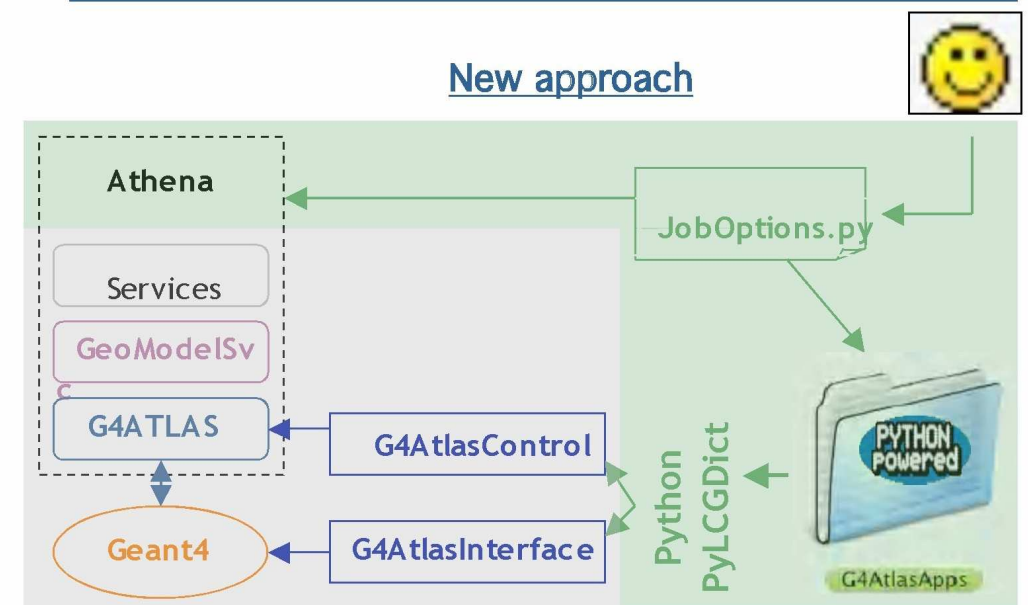 New approach
Athena
JobOptions.py
Services
GeoModelSv
c
G4ATLAS
G4AtlasControl
Python
PyLCGDict
PYTHON
Powered
Geant4
G4AtlasInterface
G4AtlasApps